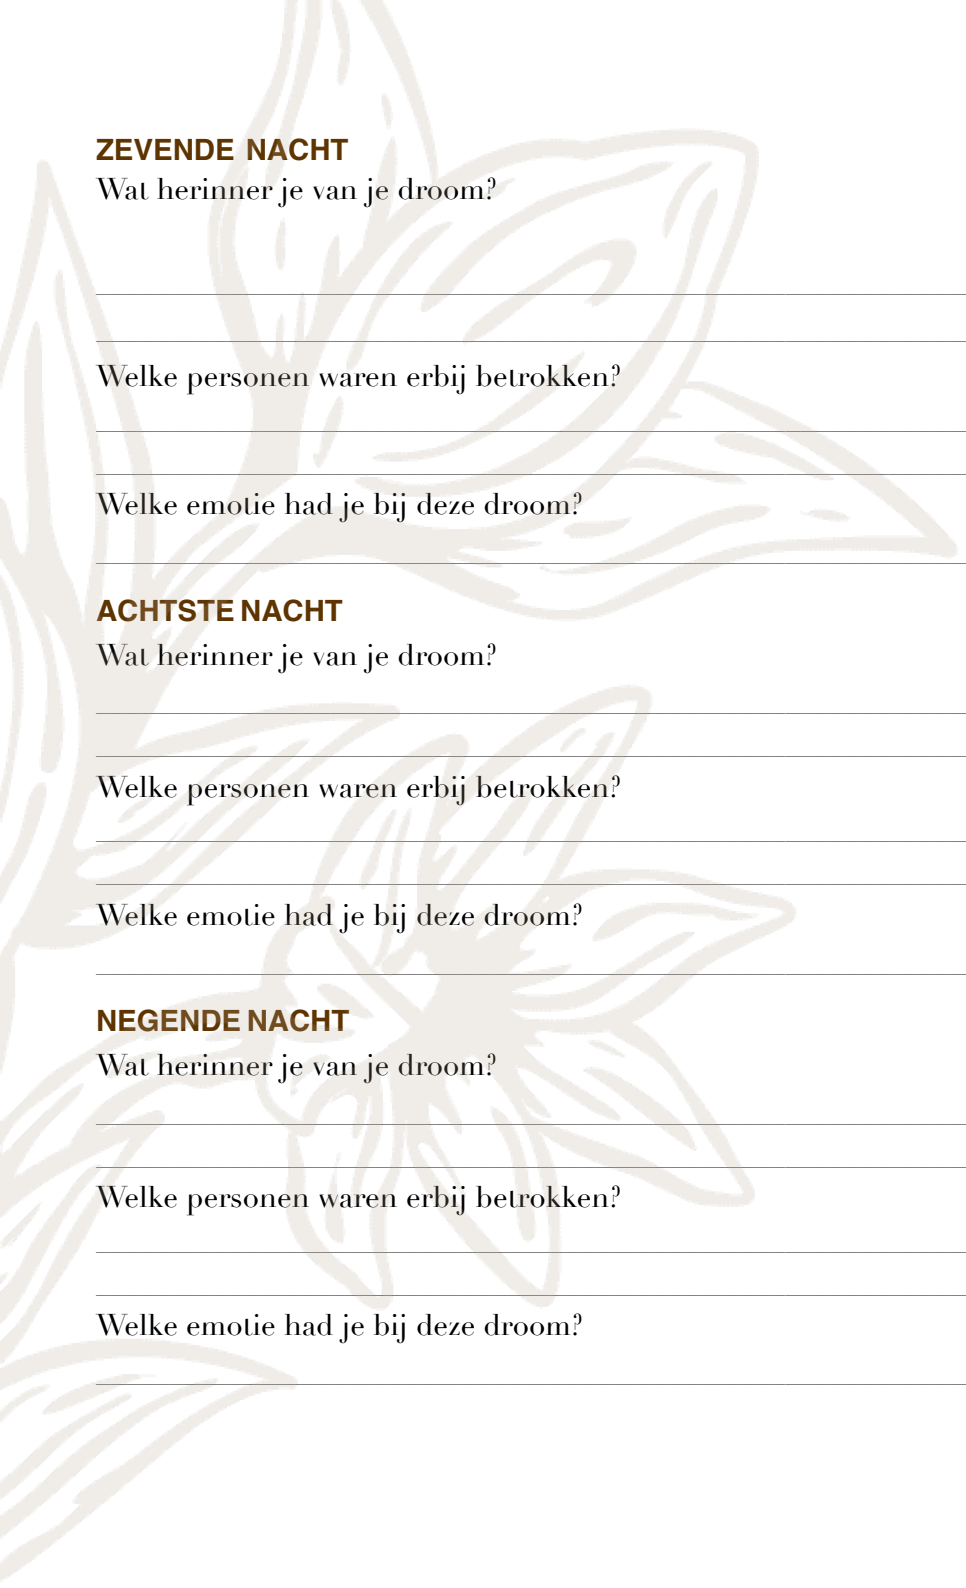 ZEVENDE NACHT
Wat herinner je van je droom?
Welke personen waren erbij betrokken?
Welke emotie had je bij deze droom?
ACHTSTE NACHT
Wat herinner je van je droom?
Welke personen waren erbij betrokken?
Welke emotie had je bij deze droom?
NEGENDE NACHT
Wat herinner je van je droom?
Welke personen waren erbij betrokken?
Welke emotie had je bij deze droom?